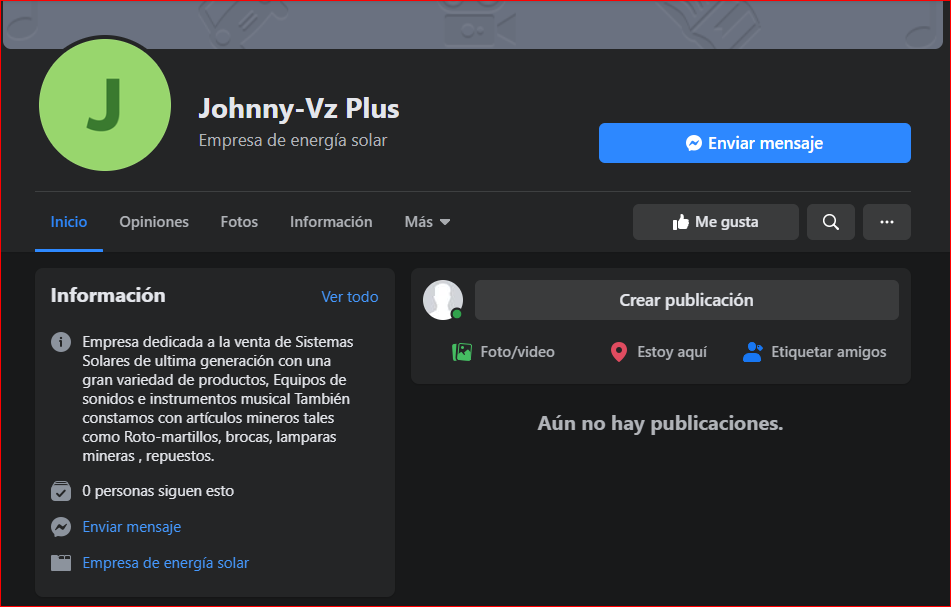 J
Johnny-Vz Plus
Empresa de energía solar
Enviar mensaje
Inicio
Opiniones
Fotos
Información
Más
Me gusta
Información
Ver todo
Empresa dedicada a la venta de Sistemas
Solares de ultima generación con una
gran variedad de productos, Equipos de
sonidos e instrumentos musical También
constamos con artículos mineros tales
como Roto-martillos, brocas, lamparas
mineras , repuestos.
0 personas siguen esto
Enviar mensaje
Empresa de energía solar
Crear publicación
Foto/video
Estoy aquí
Etiquetar amigos
Aún no hay publicaciones.